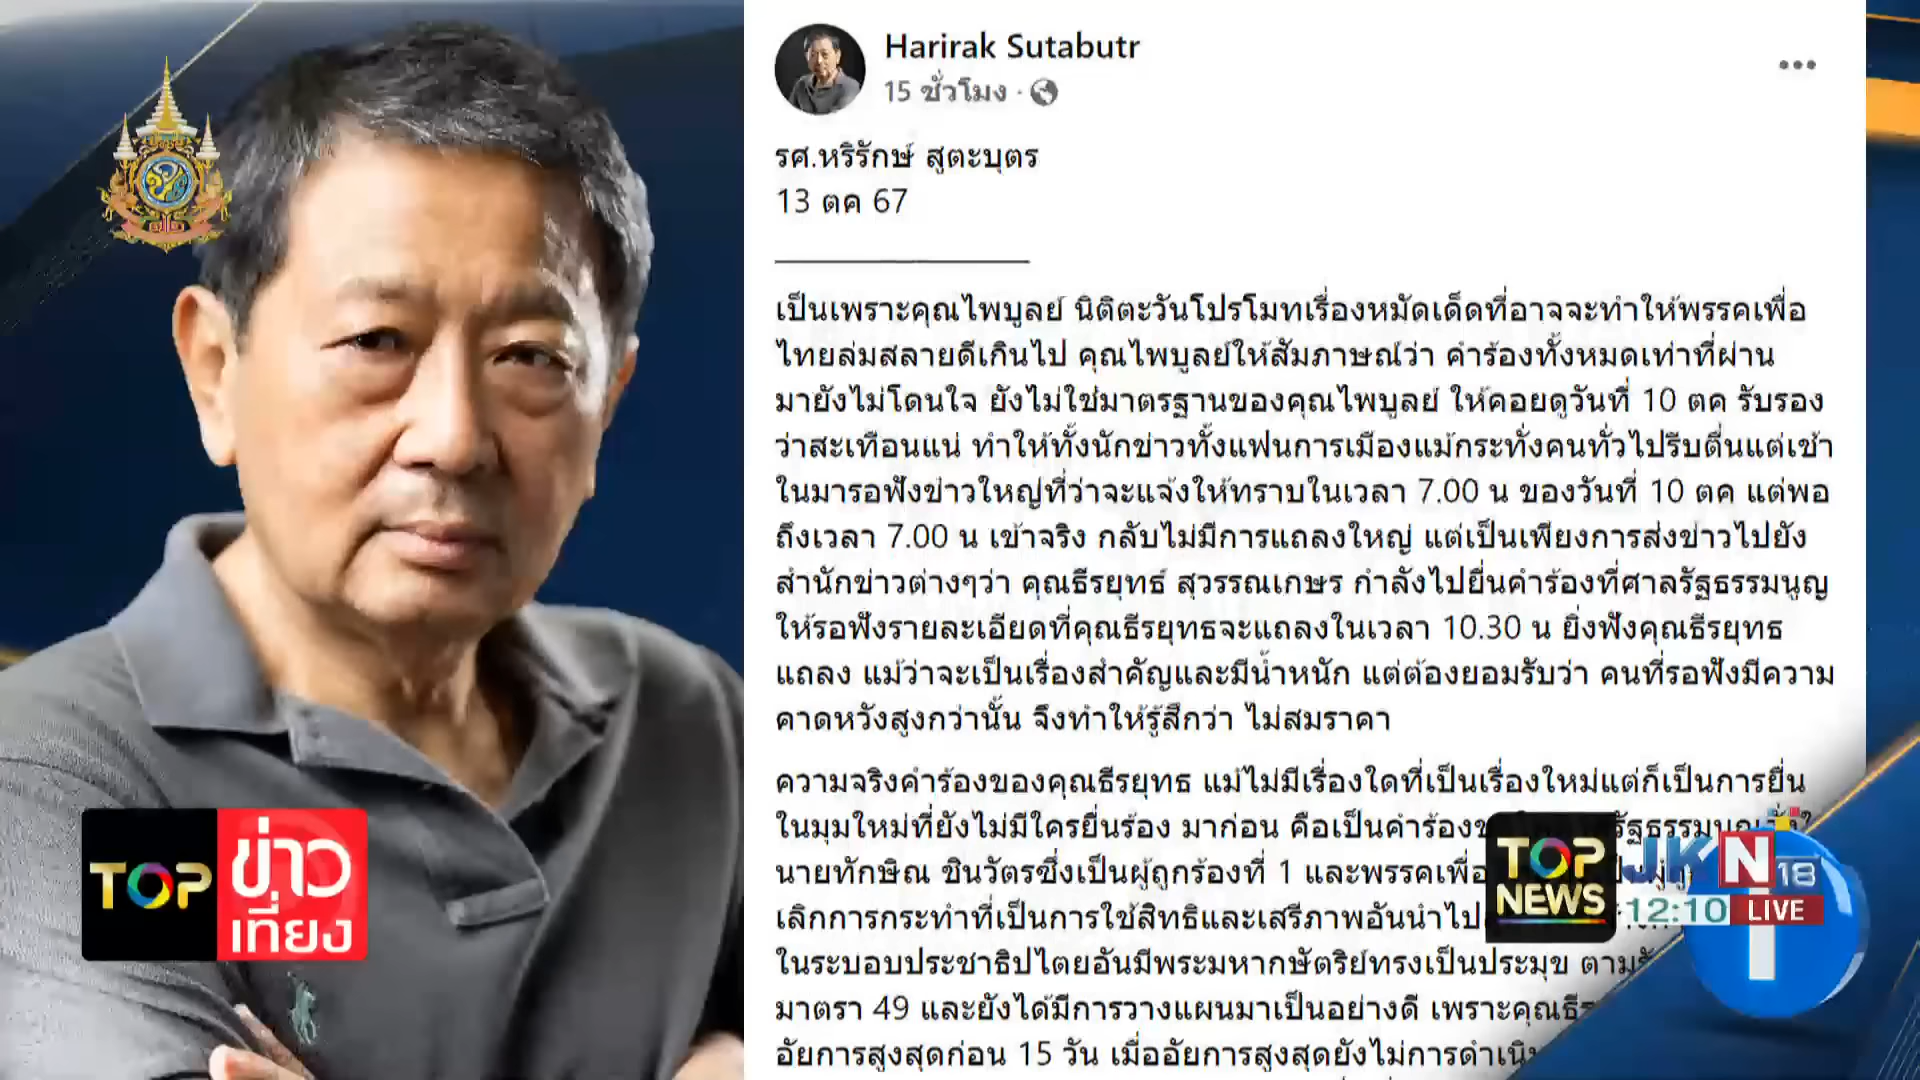 Harirak Sutabutr
15 ชั่วโมง
รศ.หริรักษ์ สูตะบุตร
13 ตค 67
เป็นเพราะคุณไพบูลย์ นิติตะวันโปรโมทเรื่องหมัดเด็ดที่อาจจะทำให้พรรคเพื่อ
ไทยล่มสลายดีเกินไป คุณไพบูลย์ให้สัมภาษณ์ว่า คำร้องทั้งหมดเท่าที่ผ่าน
มายังไม่โดนใจ ยังไม่ใช่มาตรฐานของคุณไพบูลย์ ให้คอยดูวันที่ 10 ตค รับรอง
ว่าสะเทือนแน่ ทำให้ทั้งนักข่าวทั้งแฟนการเมืองแม้กระทั่งคนทั่วไปรีบตื่นแต่เช้า
ในมารอฟังข่าวใหญ่ที่ว่าจะแจ้งให้ทราบในเวลา 7.00 น ของวันที่ 10 ตค แต่พอ
ถึงเวลา 7.00 น เข้าจริง กลับไม่มีการแถลงใหญ่ แต่เป็นเพียงการส่งข่าวไปยัง
สำนักข่าวต่างๆว่า คุณธีรยุทธ์ สุวรรณเกษร กำลังไปยื่นคำร้องที่ศาลรัฐธรรมนูญ
ให้รอฟังรายละเอียดที่คุณธีรยุทธจะแถลงในเวลา 10.30 น ยิ่งฟังคุณธีรยุทธ
แถลง แม้ว่าจะเป็นเรื่องสำคัญและมีน้ำหนัก แต่ต้องยอมรับว่า คนที่รอฟังมีความ
คาดหวังสูงกว่านั้น จึงทำให้รู้สึกว่า ไม่สมราคา
ความจริงคำร้องของคุณธีรยุทธ แม้ไม่มีเรื่องใดที่เป็นเรื่องใหม่แต่ก็เป็นการยื่น
ในมุมใหม่ที่ยังไม่มีใครยื่นร้อง มาก่อน คือเป็นคำร้อง
นายทักษิณ ชินวัตรซึ่งเป็นผู้ถูกร้องที่ 1 และพรรคเพื่อ
เลิกการกระทำที่เป็นการใช้สิทธิและเสรีภาพอันนำไป
ในระบอบประชาธิปไตยอันมีพระมหากษัตริย์ทรงเป็นประมุข
มาตรา 49 และยังได้มีการวางแผนมาเป็นอย่างดี เพราะ
อัยการสูงสุดก่อน 15 วัน เมื่ออัยการสูงสุดยังไม่การ
TOP ข่าว
เที่ยง
TOP
NEWS
JKN 18
12:10 LIVE